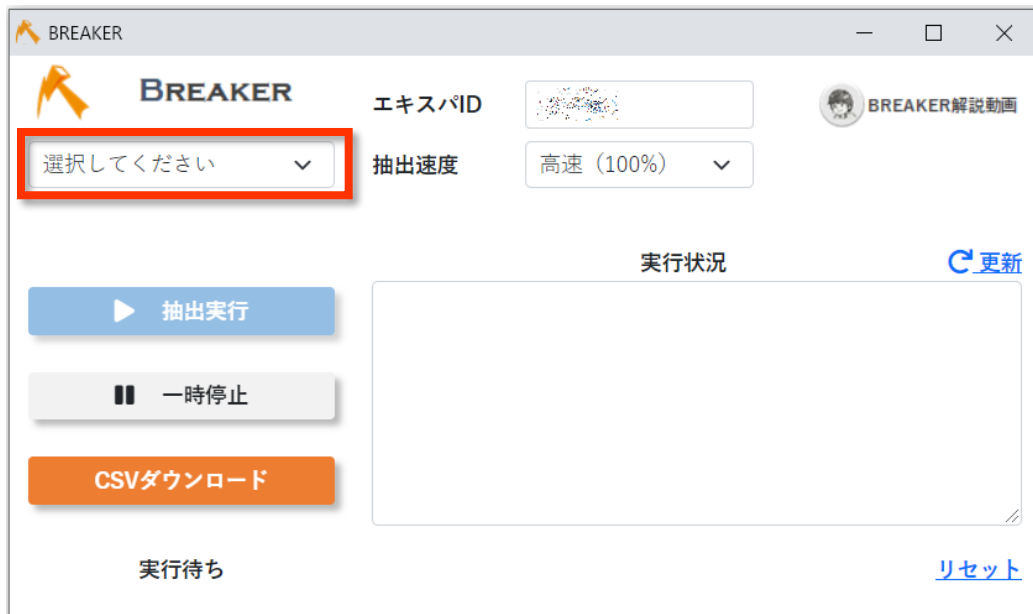 BREAKER
BREAKER
エキスパID
BREAKER解説動画
選択してください
抽出速度
高速（100%）
実行状況
更新
抽出実行
一時停止
CSVダウンロード
実行待ち
リセット